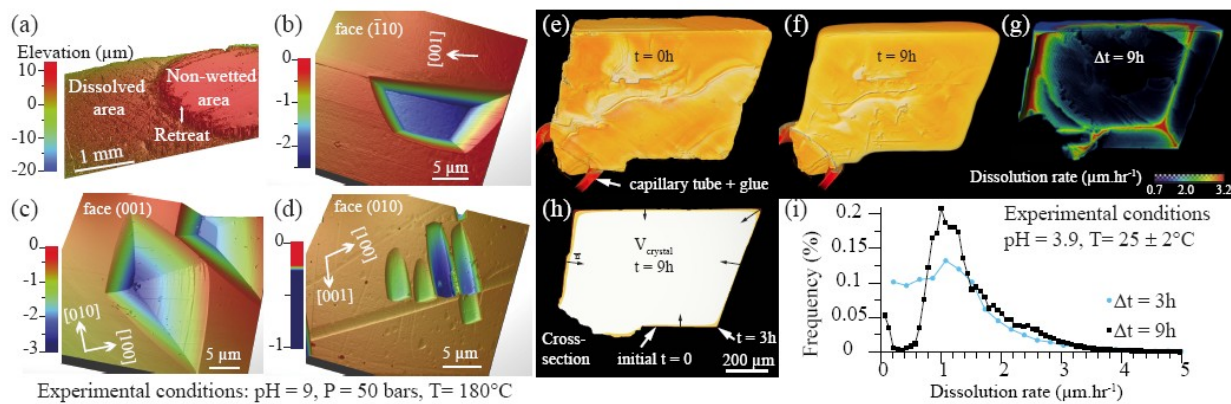 (a)
Elevation (µm)
10
0
-10
-20
Dissolved
area
Non-wetted
area
Retreat
1 mm
(b)
face (1̄10)
[001]
0
-1
-2
5 µm
(c)
face (001)
0
-1
-2
-3
[010]
[100]
5 µm
(d)
face (010)
0
-1
[100]
[001]
5 µm
Experimental conditions: pH = 9, P = 50 bars, T= 180°C
(e)
t = 0h
capillary tube + glue
(f)
t = 9h
(g)
Δt = 9h
Dissolution rate (µm.hr⁻¹)
0.7 2.0 3.2
(h)
Vcrystal
t = 9h
Cross-
section
initial t = 0
t = 3h
200 µm
(i)
Experimental conditions
pH = 3.9, T= 25 ± 2°C
Δt = 3h
Δt = 9h
Frequency (%)
0.2
0.15
0.1
0.05
0
0 1 2 3 4 5
Dissolution rate (µm.hr⁻¹)